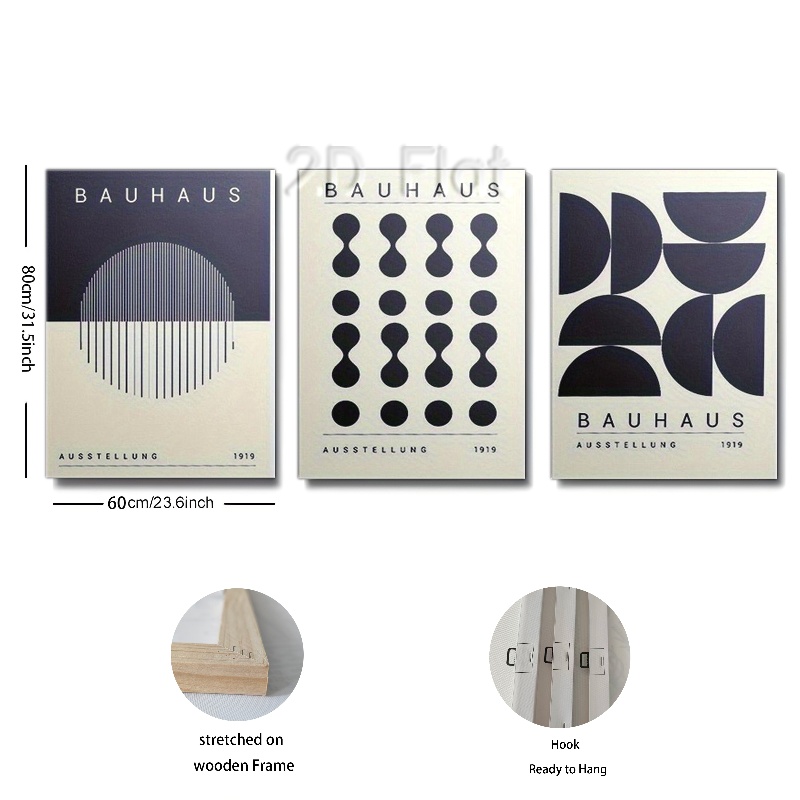 2D Flat
BAUHAUS
AUSSTELLUNG 1919
BAUHAUS
AUSSTELLUNG 1919
BAUHAUS
AUSSTELLUNG 1919
80cm/31.5inch
60cm/23.6inch
stretched on
wooden Frame
Hook
Ready to Hang